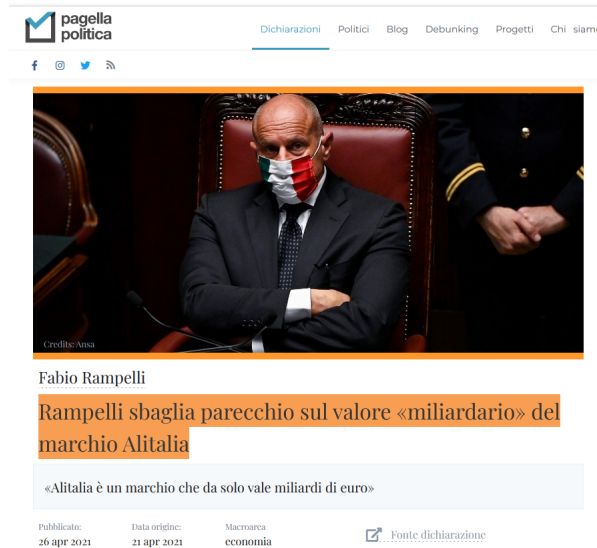 pagella
politica
Dichiarazioni Politici Blog Debunking Progetti Chi siamo
Credits: Ansa
Fabio Rampelli
Rampelli sbaglia parecchio sul valore «miliardario» del
marchio Alitalia
«Alitalia è un marchio che da solo vale miliardi di euro»
Pubblicato: Data origine: Macroarea
26 apr 2021 21 apr 2021 economia
Fonte dichiarazione